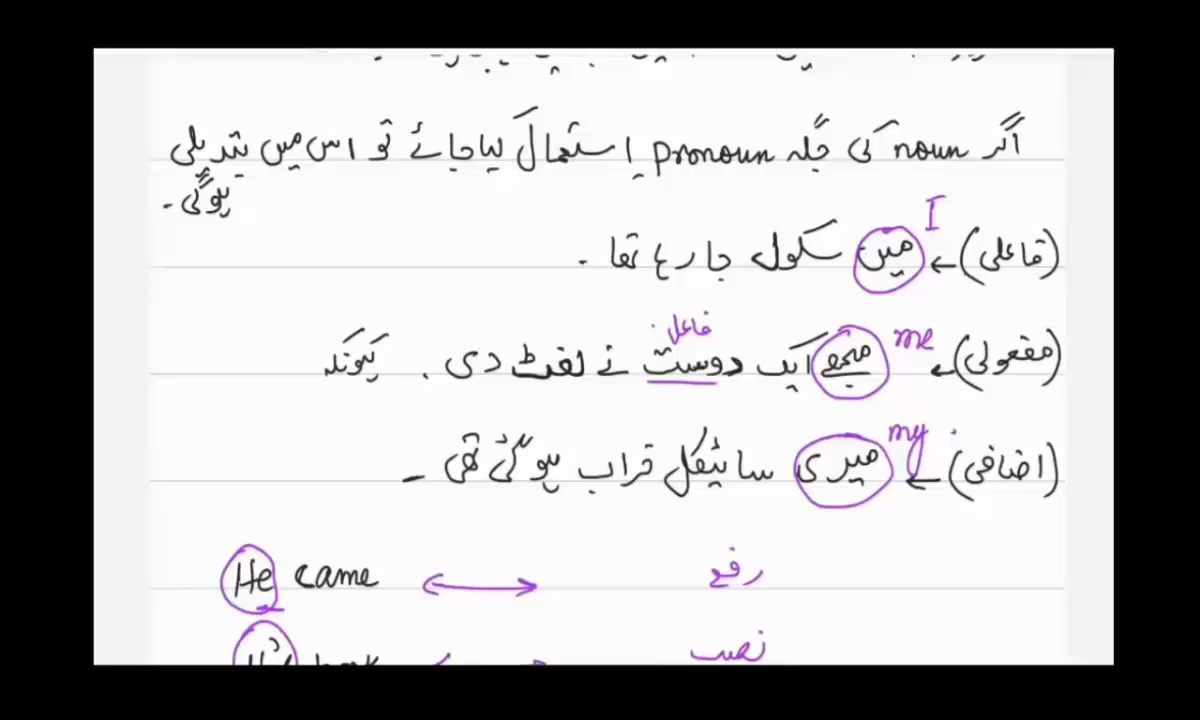 اگر noun کی جگہ pronoun استعمال کیا جائے تو اس میں تبدیلی
ہوگی۔
I
(فاعلی) ← میں سکول جا رہا تھا ۔
فاعل
me
(مفعولی) ← مجھے ایک دوست نے لفٹ دی ۔ کیونکہ
my
(اضافی) ← میری سائیکل خراب ہو گئی تھی ۔
He came ↔ رفع
نصب